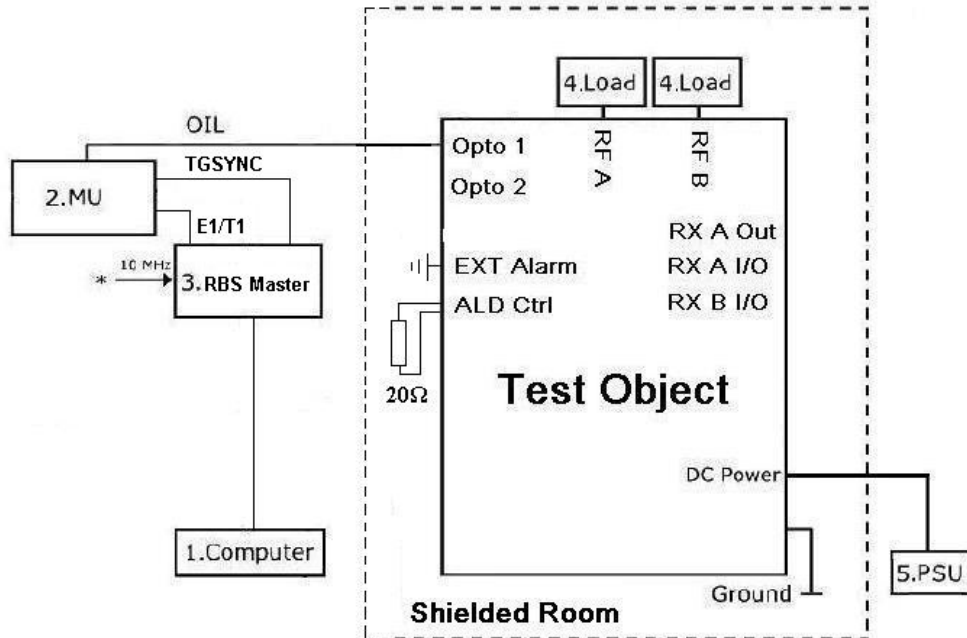 4.Load
4.Load
OIL
Opto 1
RF A
RF B
TGSYNC
Opto 2
2.MU
E1/T1
RX A Out
10 MHz
EXT Alarm
RX A I/O
*
3.RBS Master
ALD Ctrl
RX B I/O
20Ω
Test Object
DC Power
1.Computer
5.PSU
Ground
Shielded Room